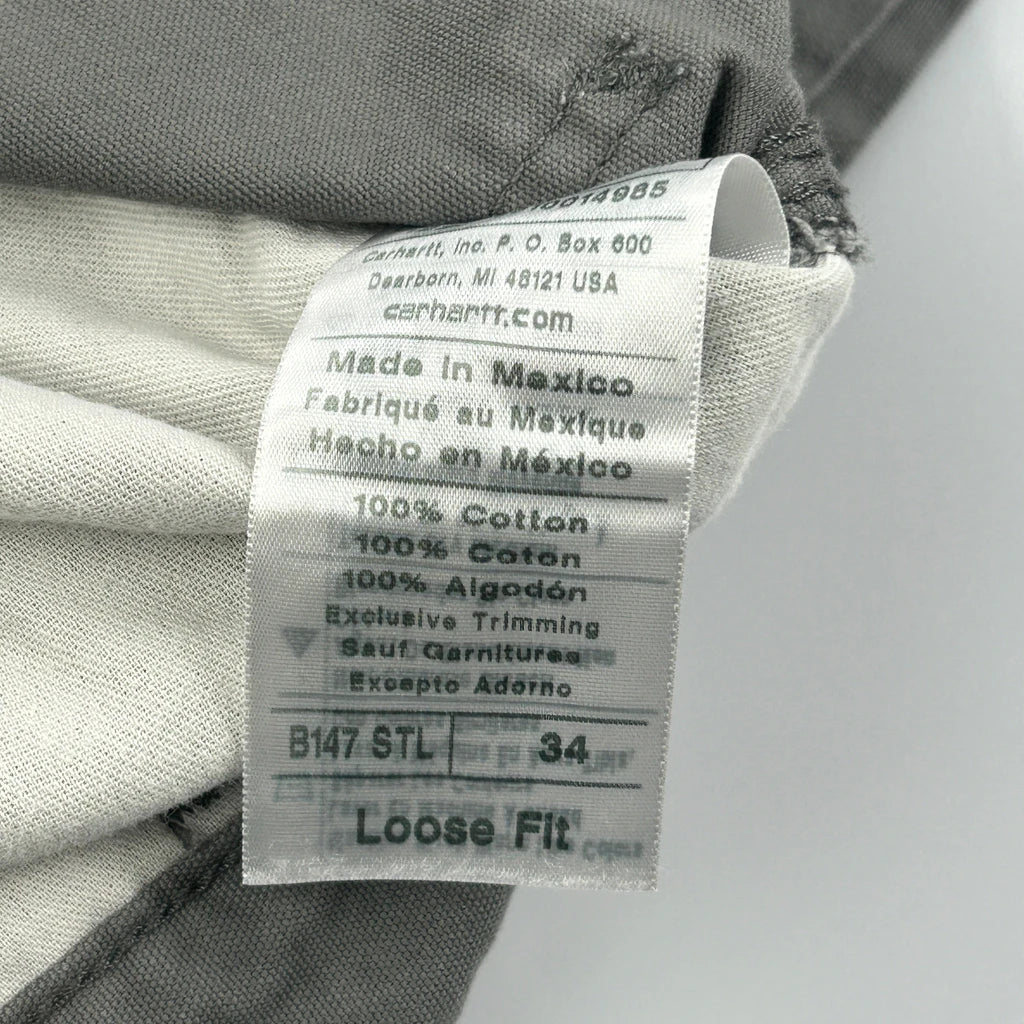 0014985
Carhartt, Inc. P. O. Box 600
Dearborn, MI 48121 USA
carhartt.com
Made in Mexico
Fabriqué au Mexique
Hecho en México
100% Cotton
100% Coton
100% Algodón
Exclusive Trimming
Sauf Garnitures
Excepto Adorno
B147 STL 34
Loose Fit